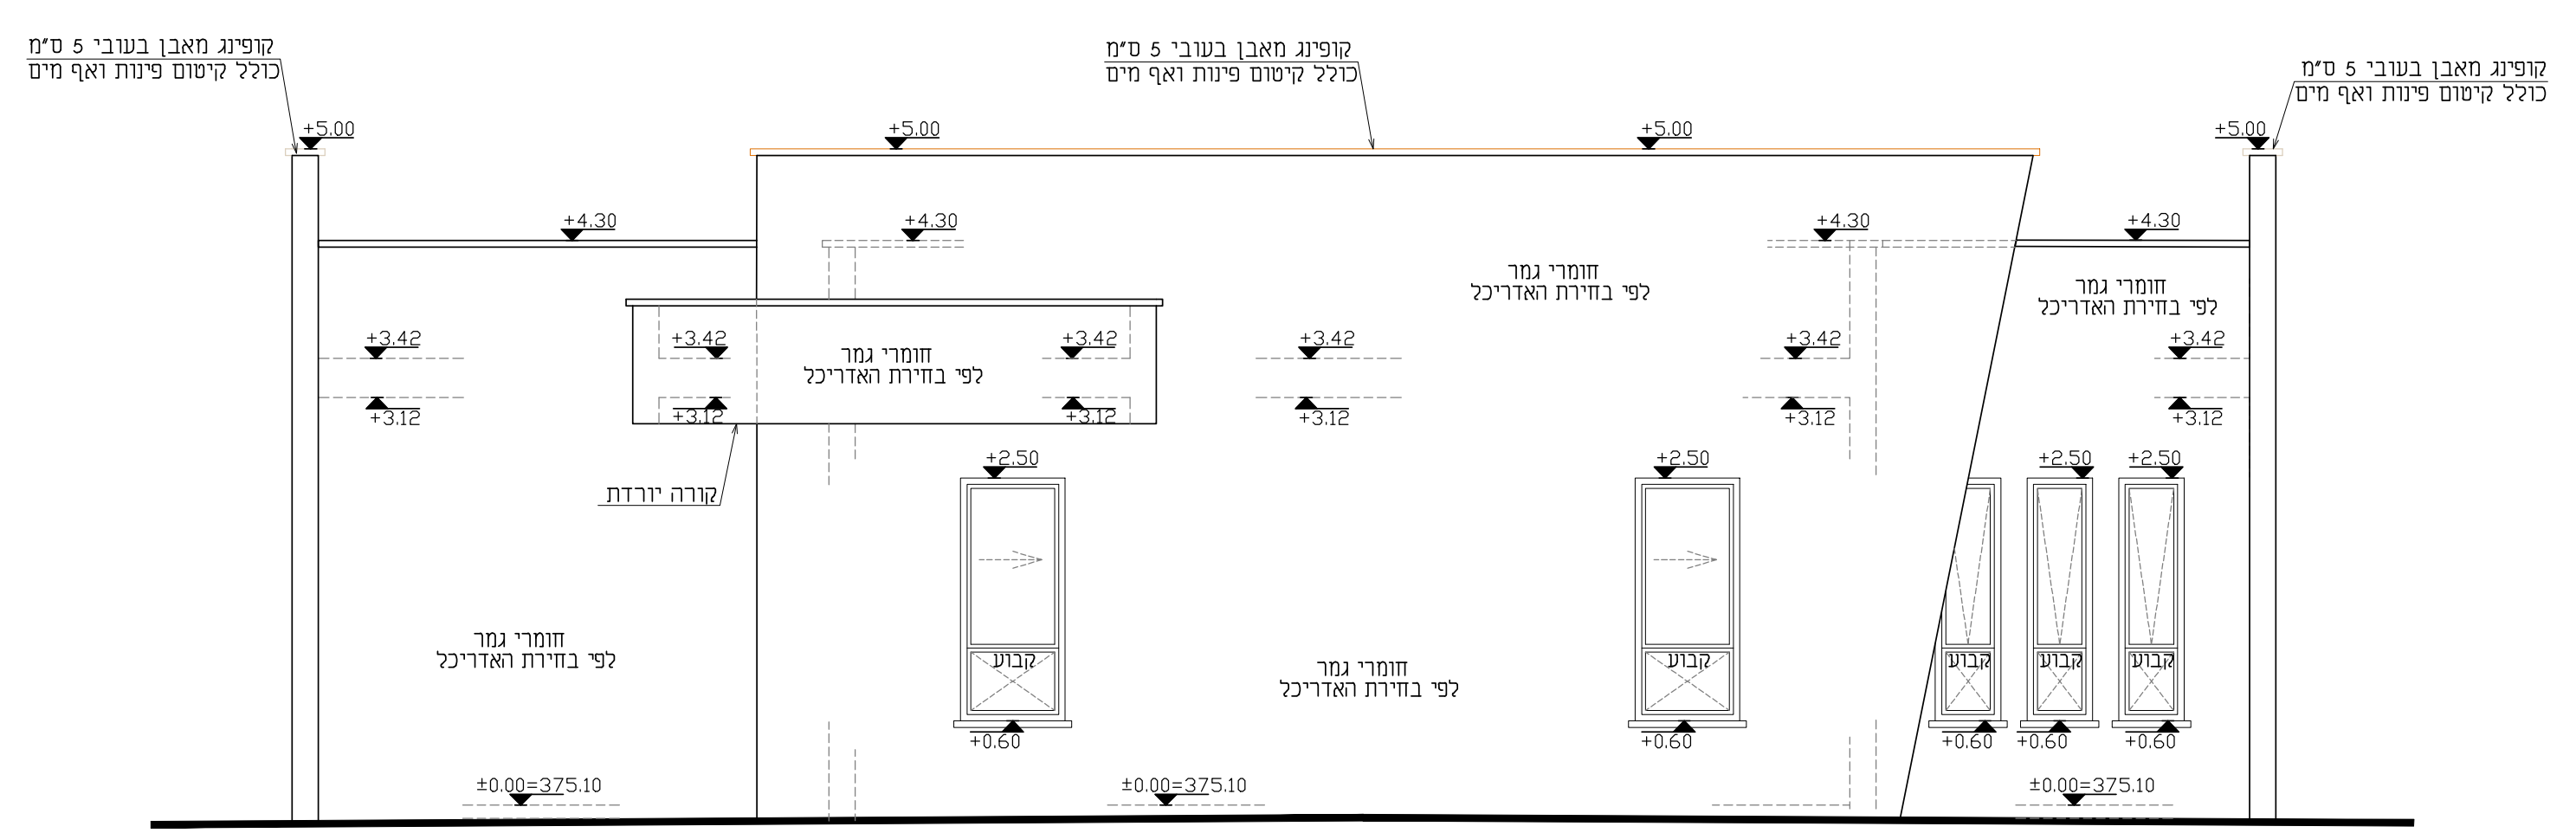 קופינג מאבן בעובי 5 ס"מ
כולל קיטום פינות ואף מים
קופינג מאבן בעובי 5 ס"מ
כולל קיטום פינות ואף מים
קופינג מאבן בעובי 5 ס"מ
כולל קיטום פינות ואף מים
+5.00
+5.00
+5.00
+5.00
+4.30
+4.30
+4.30
+4.30
חומרי גמר
לפי בחירת האדריכל
חומרי גמר
לפי בחירת האדריכל
+3.42
+3.42
+3.42
+3.42
+3.42
+3.42
חומרי גמר
לפי בחירת האדריכל
+3.12
+3.12
+3.12
+3.12
+3.12
+3.12
+2.50
+2.50
+2.50
+2.50
קורה יורדת
חומרי גמר
לפי בחירת האדריכל
קבוע
חומרי גמר
לפי בחירת האדריכל
קבוע
קבוע
קבוע
קבוע
+0.60
+0.60
+0.60
+0.60
+0.60
±0.00=375.10
±0.00=375.10
±0.00=375.10